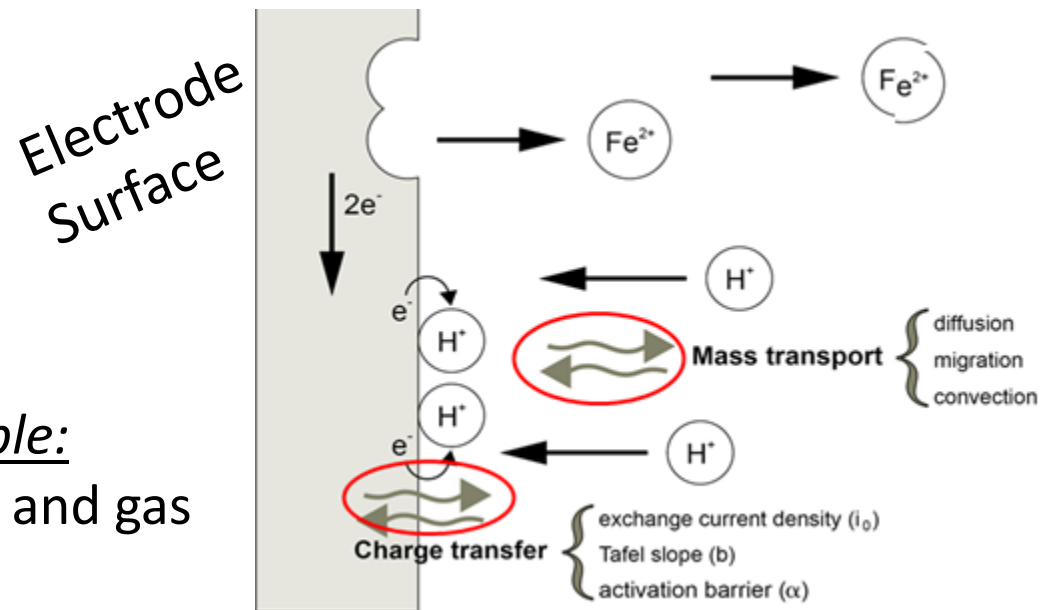 Electrode
Surface
Fe²⁺
Fe²⁺
2e⁻
H⁺
e⁻
H⁺
diffusion
Mass transport
migration
convection
H⁺
e⁻
H⁺
and gas
exchange current density (i₀)
Charge transfer
Tafel slope (b)
activation barrier (α)